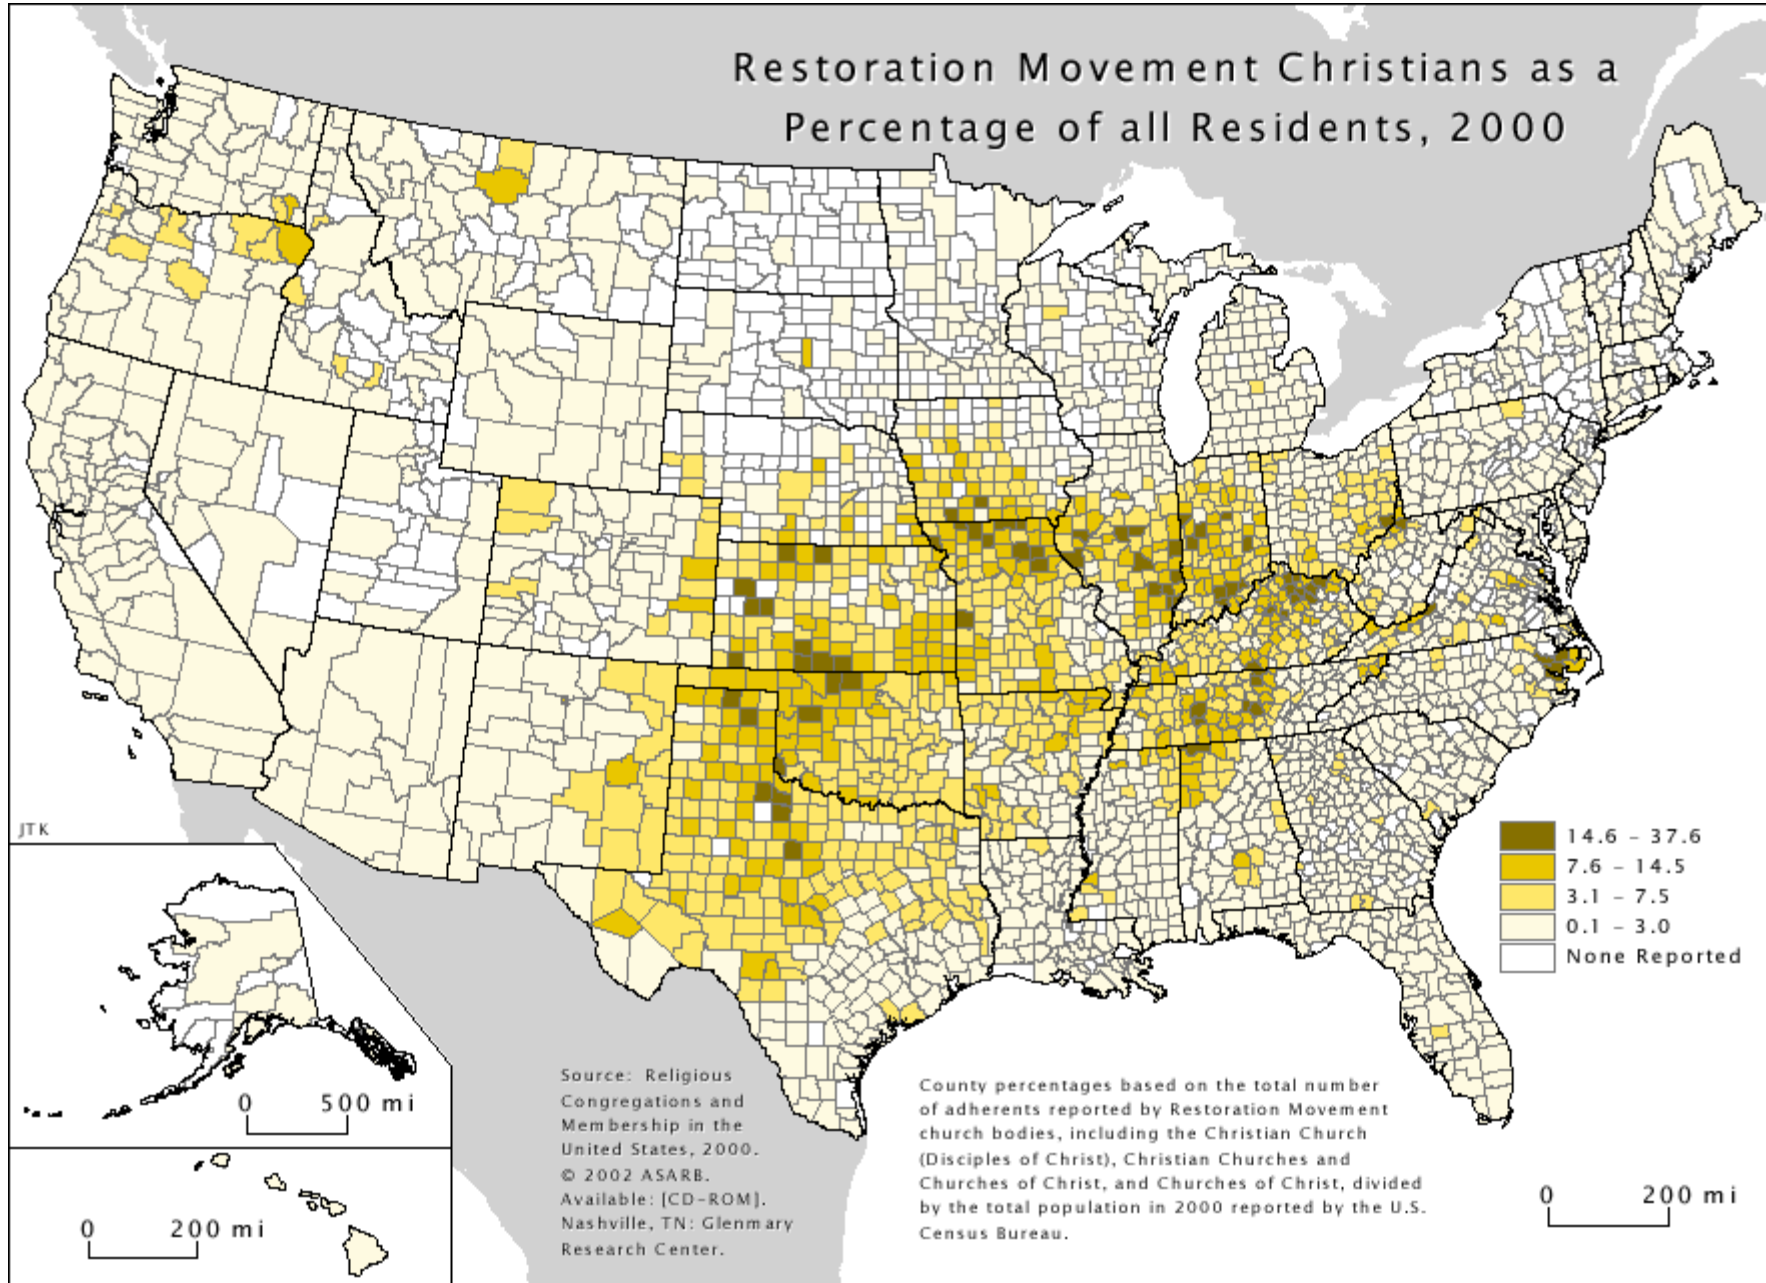 Restoration Movement Christians as a
Percentage of all Residents, 2000
JTK
14.6 – 37.6
7.6 – 14.5
3.1 – 7.5
0.1 – 3.0
None Reported
0 500 mi
0 200 mi
Source: Religious
Congregations and
Membership in the
United States, 2000.
© 2002 ASARB.
Available: [CD-ROM].
Nashville, TN: Glenmary
Research Center.
County percentages based on the total number
of adherents reported by Restoration Movement
church bodies, including the Christian Church
(Disciples of Christ), Christian Churches and
Churches of Christ, and Churches of Christ, divided
by the total population in 2000 reported by the U.S.
Census Bureau.
0 200 mi